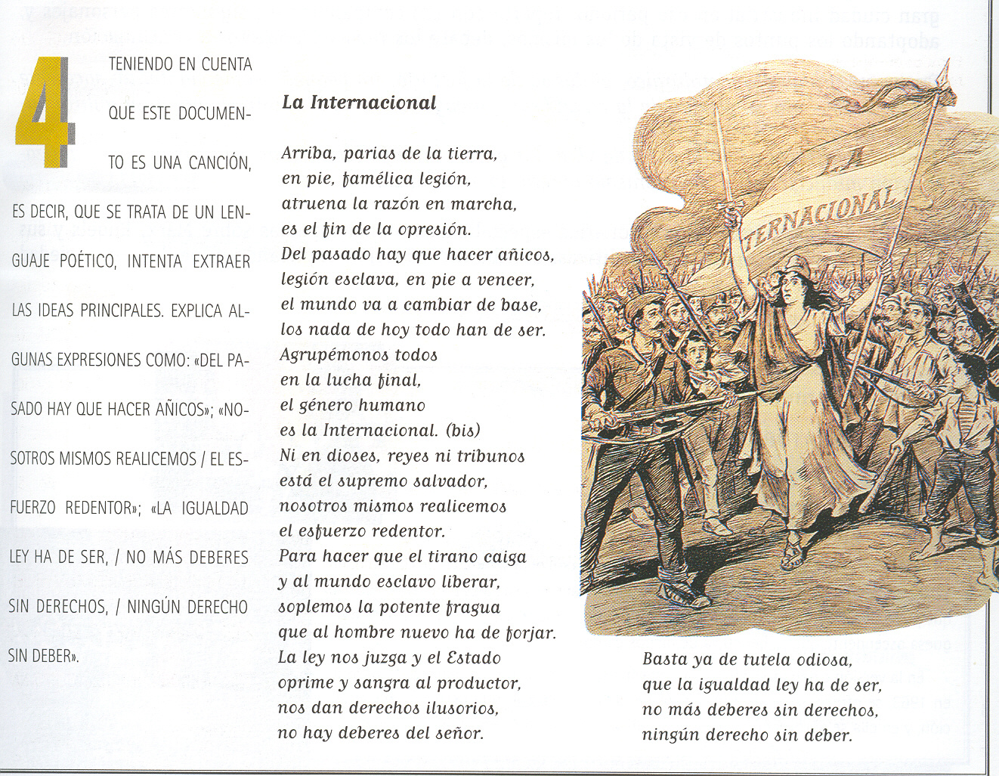 4
TENIENDO EN CUENTA
QUE ESTE DOCUMEN-
TO ES UNA CANCIÓN,
ES DECIR, QUE SE TRATA DE UN LEN-
GUAJE POÉTICO, INTENTA EXTRAER
LAS IDEAS PRINCIPALES. EXPLICA AL-
GUNAS EXPRESIONES COMO: «DEL PA-
SADO HAY QUE HACER AÑICOS»; «NO-
SOTROS MISMOS REALICEMOS / EL ES-
FUERZO REDENTOR»; «LA IGUALDAD
LEY HA DE SER, / NO MÁS DEBERES
SIN DERECHOS, / NINGÚN DERECHO
SIN DEBER».
La Internacional
Arriba, parias de la tierra,
en pie, famélica legión,
atruena la razón en marcha,
es el fin de la opresión.
Del pasado hay que hacer añicos,
legión esclava, en pie a vencer,
el mundo va a cambiar de base,
los nada de hoy todo han de ser.
Agrupémonos todos
en la lucha final,
el género humano
es la Internacional. (bis)
Ni en dioses, reyes ni tribunos
está el supremo salvador,
nosotros mismos realicemos
el esfuerzo redentor.
Para hacer que el tirano caiga
y al mundo esclavo liberar,
soplemos la potente fragua
que al hombre nuevo ha de forjar.
La ley nos juzga y el Estado
oprime y sangra al productor,
nos dan derechos ilusorios,
no hay deberes del señor.
LA
TERNACIONAL
Basta ya de tutela odiosa,
que la igualdad ley ha de ser,
no más deberes sin derechos,
ningún derecho sin deber.